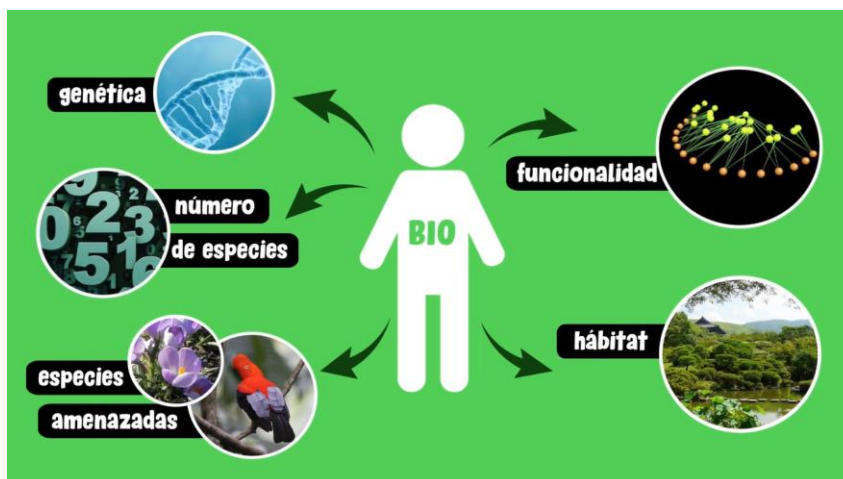 genética
número
de especies
especies
amenazadas
BIO
funcionalidad
hábitat